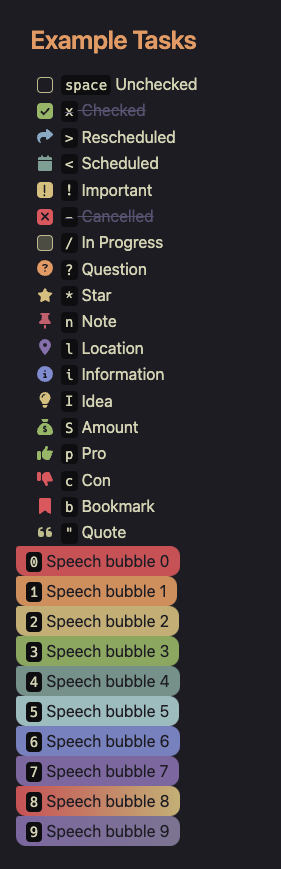 Example Tasks
space Unchecked
x Checked
> Rescheduled
< Scheduled
! Important
- Cancelled
/ In Progress
? Question
* Star
n Note
l Location
i Information
I Idea
S Amount
p Pro
c Con
b Bookmark
" Quote
0 Speech bubble 0
1 Speech bubble 1
2 Speech bubble 2
3 Speech bubble 3
4 Speech bubble 4
5 Speech bubble 5
6 Speech bubble 6
7 Speech bubble 7
8 Speech bubble 8
9 Speech bubble 9